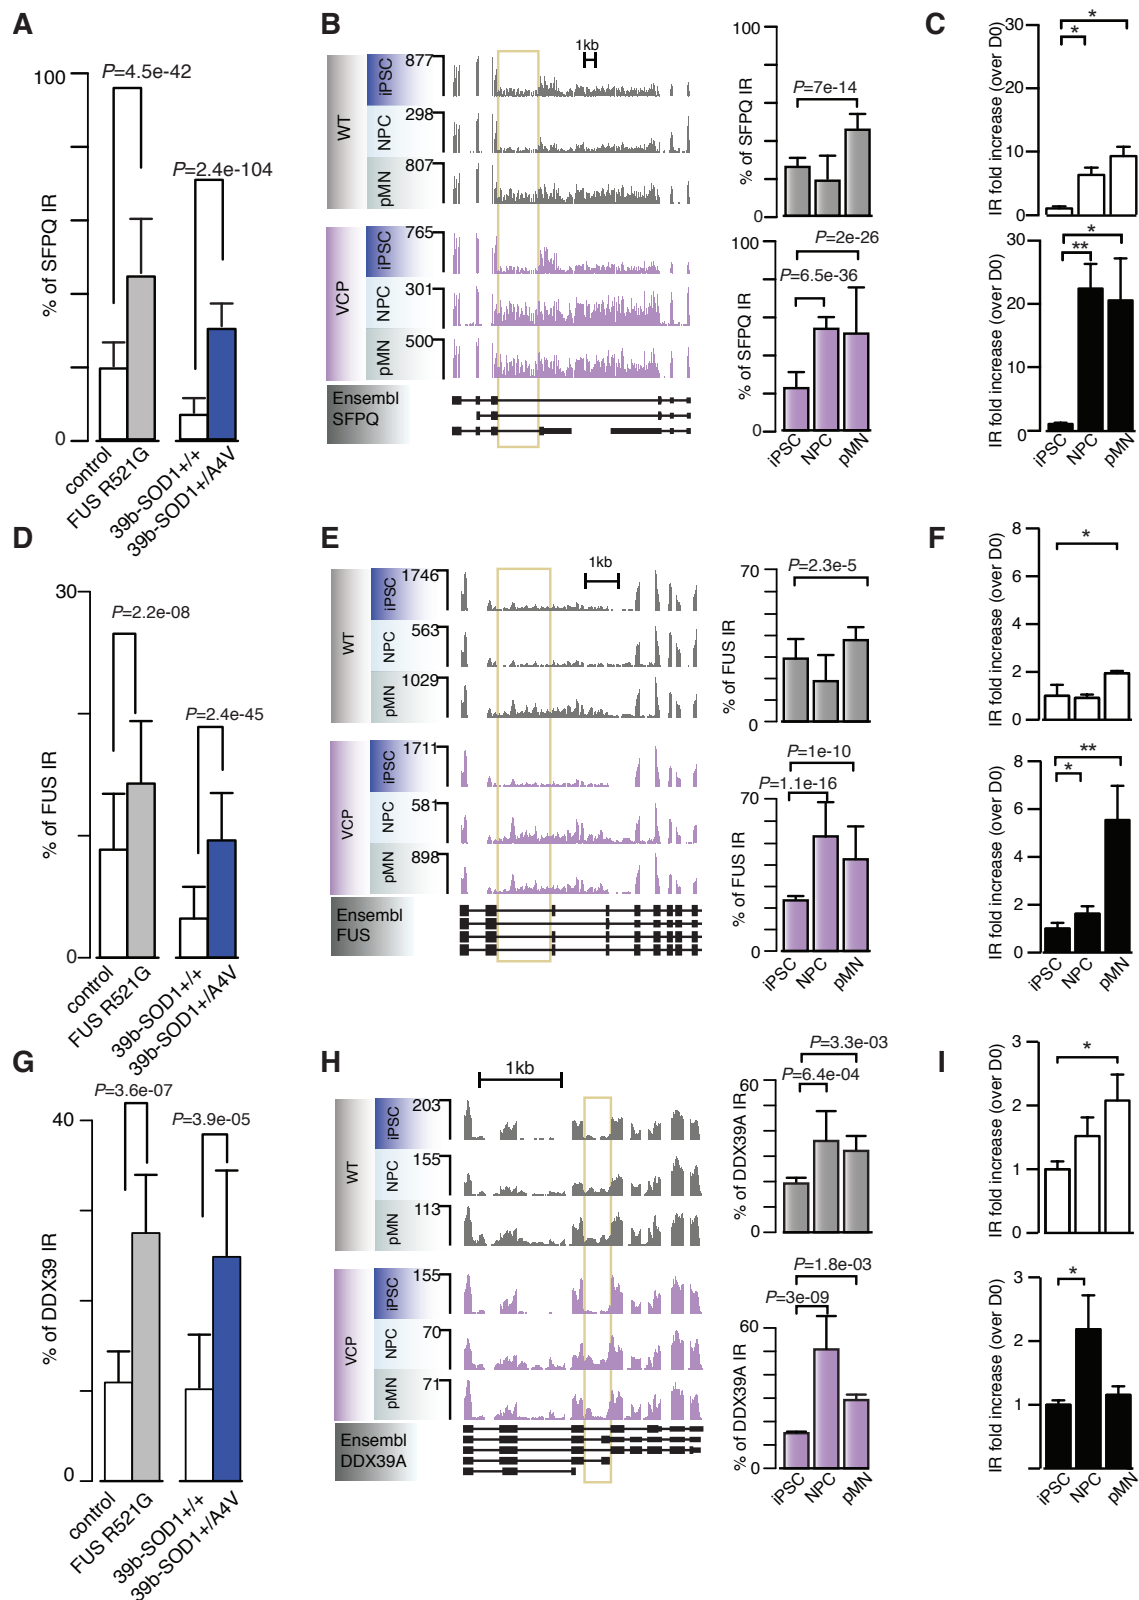 A
100
P=4.5e-42
P=2.4e-104
% of SFPQ IR
0
control
FUS R521G
39b-SOD1+/+
39b-SOD1+/A4V
B
1kb
WT
iPSC
877
NPC
298
pMN
807
VCP
iPSC
765
NPC
301
pMN
500
Ensembl
SFPQ
100
P=7e-14
% of SFPQ IR
0
100
P=2e-26
P=6.5e-36
% of SFPQ IR
0
iPSC
NPC
pMN
C
30
20
10
0
*
*
IR fold increase (over D0)
30
20
10
0
*
**
IR fold increase (over D0)
iPSC
NPC
pMN
D
30
P=2.2e-08
P=2.4e-45
% of FUS IR
0
control
FUS R521G
39b-SOD1+/+
39b-SOD1+/A4V
E
1kb
WT
iPSC
1746
NPC
563
pMN
1029
VCP
iPSC
1711
NPC
581
pMN
898
Ensembl
FUS
70
P=2.3e-5
% of FUS IR
0
P=1e-10
P=1.1e-16
70
% of FUS IR
0
iPSC
NPC
pMN
F
8
6
4
2
0
*
IR fold increase (over D0)
8
6
4
2
0
**
*
IR fold increase (over D0)
iPSC
NPC
pMN
G
P=3.6e-07
P=3.9e-05
40
% of DDX39 IR
0
control
FUS R521G
39b-SOD1+/+
39b-SOD1+/A4V
H
1kb
WT
iPSC
203
NPC
155
pMN
113
VCP
iPSC
155
NPC
70
pMN
71
Ensembl
DDX39A
P=3.3e-03
P=6.4e-04
60
% of DDX39A IR
0
P=1.8e-03
P=3e-09
60
% of DDX39A IR
0
iPSC
NPC
pMN
I
3
2
1
0
*
IR fold increase (over D0)
3
2
1
*
IR fold increase (over D0)
iPSC
NPC
pMN